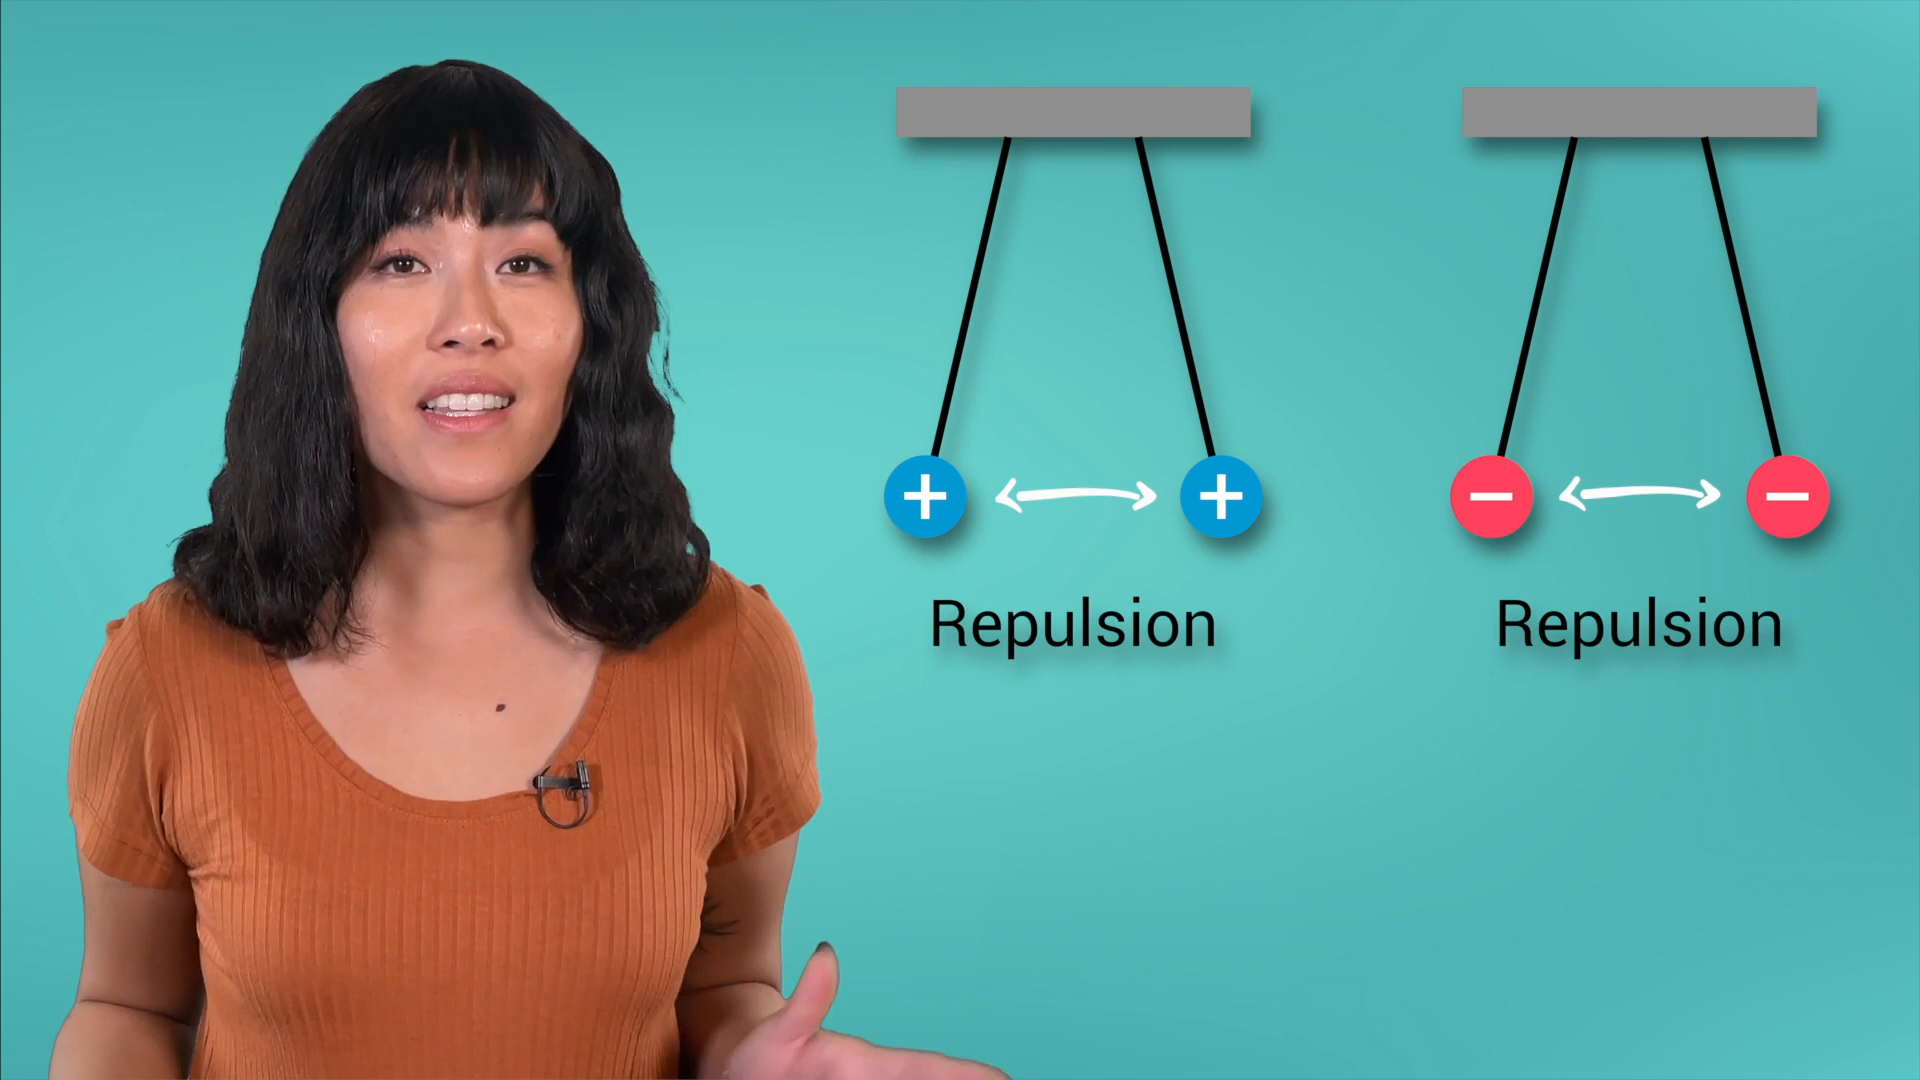 + +
− −
Repulsion
Repulsion